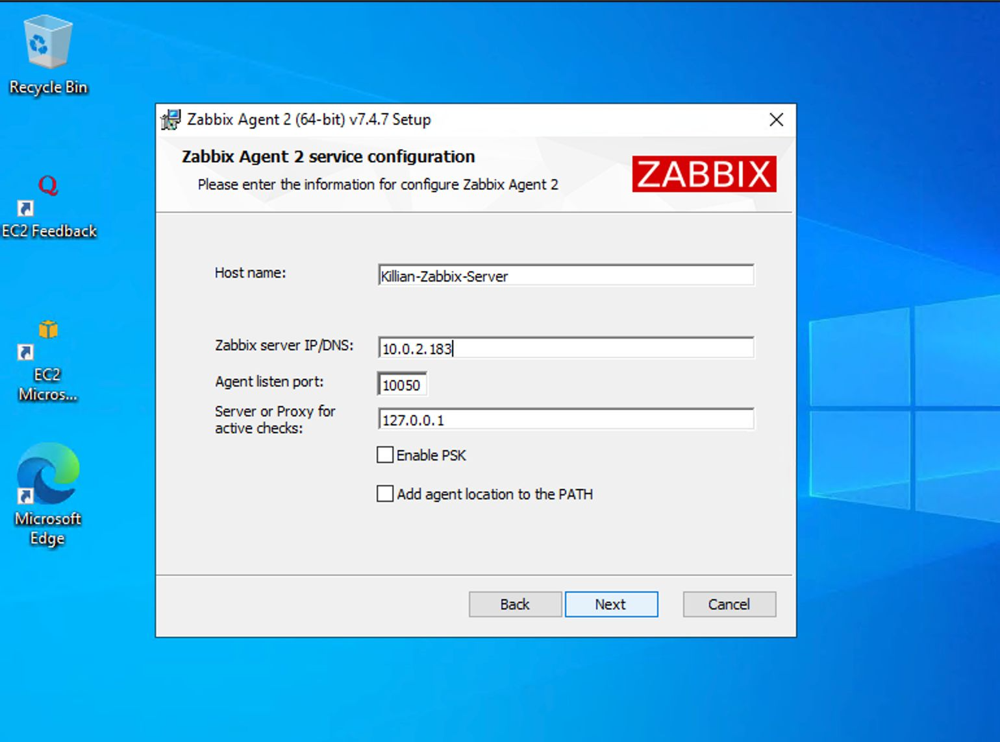 Recycle Bin
EC2 Feedback
EC2
Micros...
Microsoft
Edge
Zabbix Agent 2 (64-bit) v7.4.7 Setup
Zabbix Agent 2 service configuration
Please enter the information for configure Zabbix Agent 2
ZABBIX
Host name:
Killian-Zabbix-Server
Zabbix server IP/DNS:
10.0.2.183
Agent listen port:
10050
Server or Proxy for
active checks:
127.0.0.1
Enable PSK
Add agent location to the PATH
Back
Next
Cancel